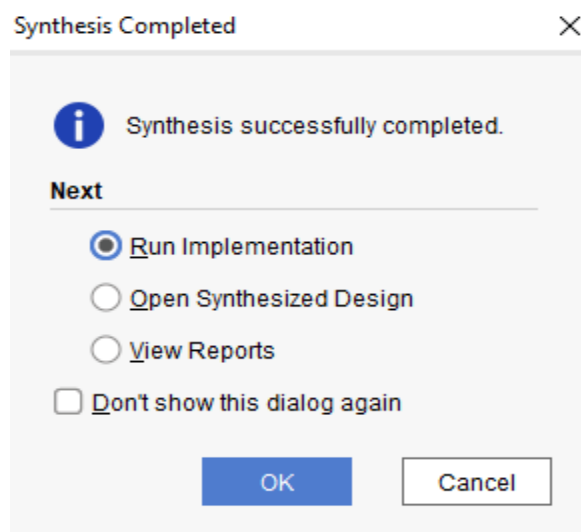 Synthesis Completed
Synthesis successfully completed.
Next
Run Implementation
Open Synthesized Design
View Reports
Don't show this dialog again
OK
Cancel